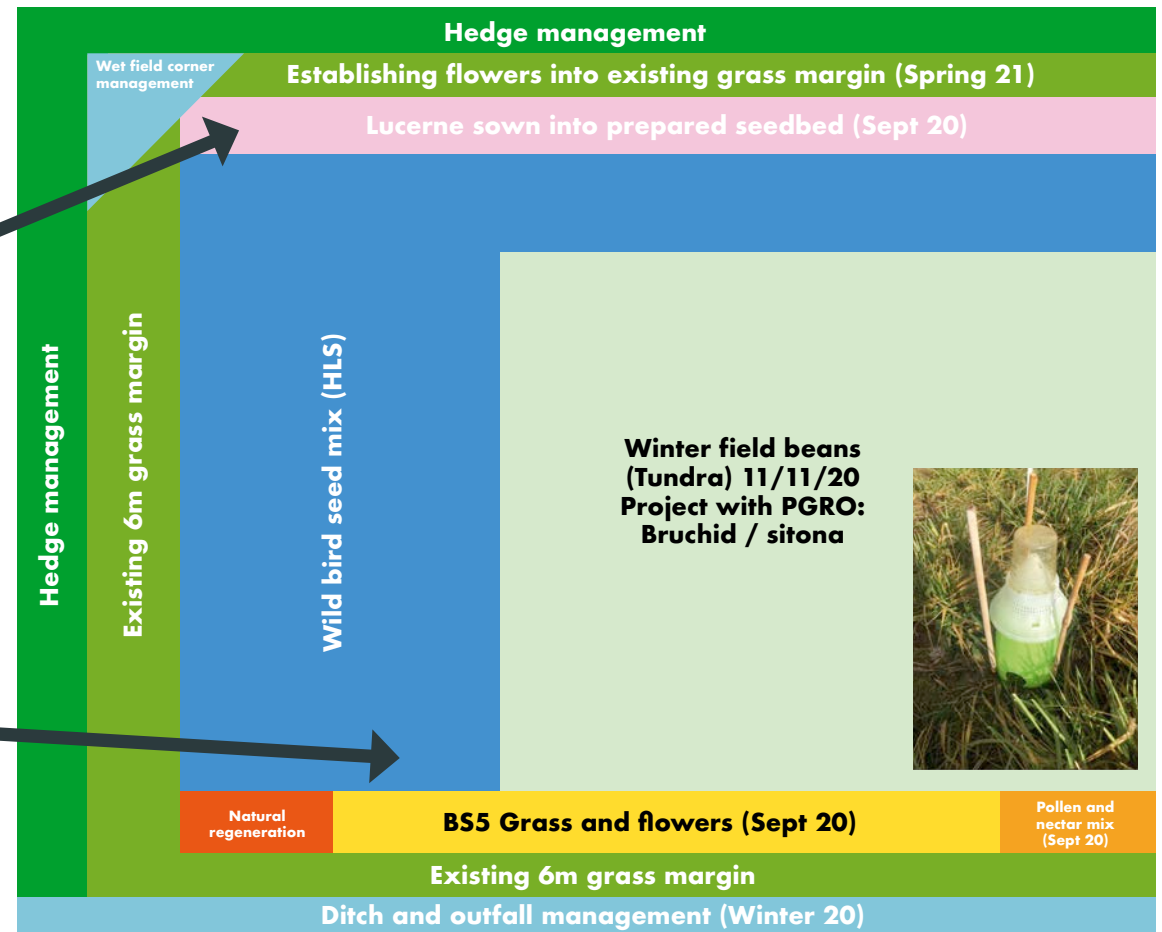 Hedge management
Wet field corner
management
Establishing flowers into existing grass margin (Spring 21)
Lucerne sown into prepared seedbed (Sept 20)
Hedge management
Existing 6m grass margin
Wild bird seed mix (HLS)
Winter field beans
(Tundra) 11/11/20
Project with PGRO:
Bruchid / sitona
Natural
regeneration
BS5 Grass and flowers (Sept 20)
Pollen and
nectar mix
(Sept 20)
Existing 6m grass margin
Ditch and outfall management (Winter 20)